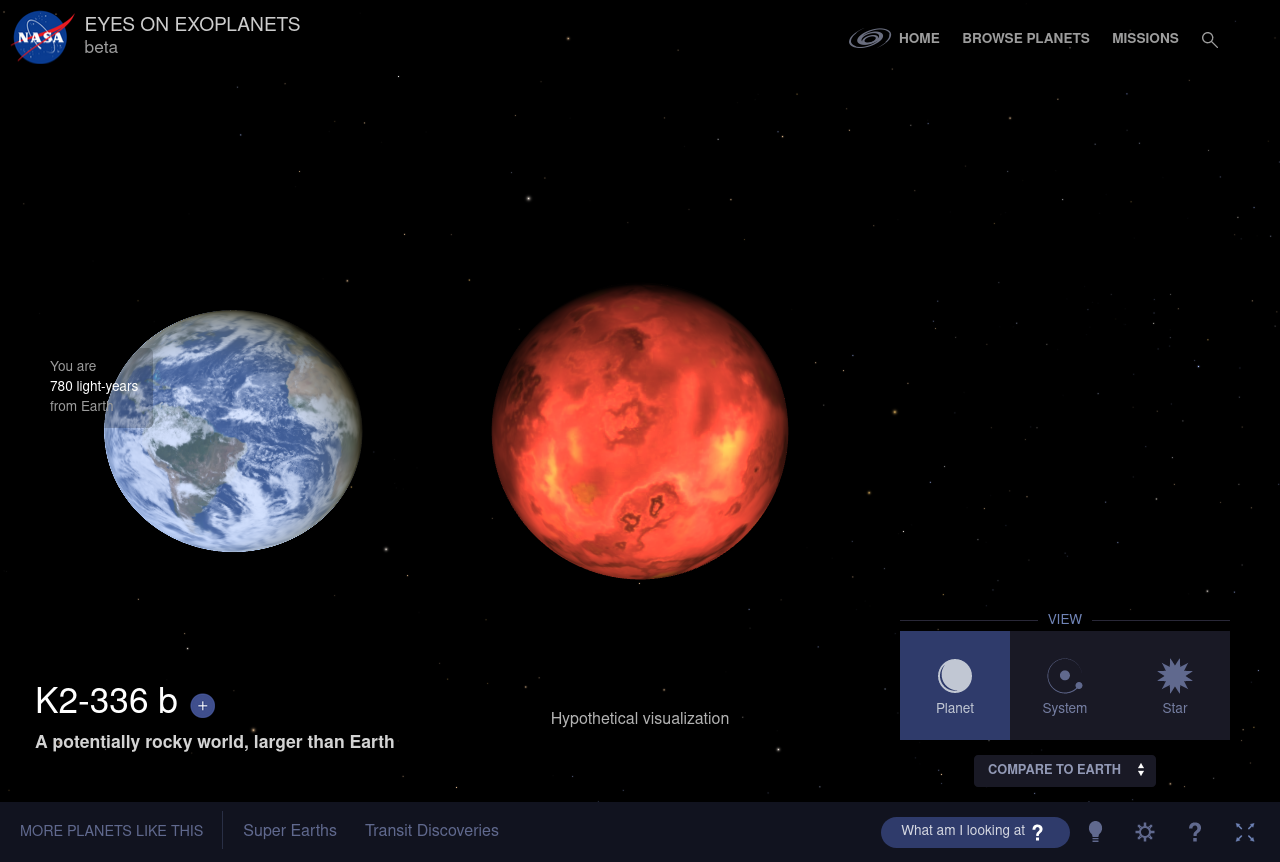 NASA
EYES ON EXOPLANETS
beta
HOME
BROWSE PLANETS
MISSIONS
You are
780 light-years
from Earth
K2-336 b +
A potentially rocky world, larger than Earth
Hypothetical visualization
VIEW
Planet
System
Star
COMPARE TO EARTH
MORE PLANETS LIKE THIS
Super Earths
Transit Discoveries
What am I looking at ?
?